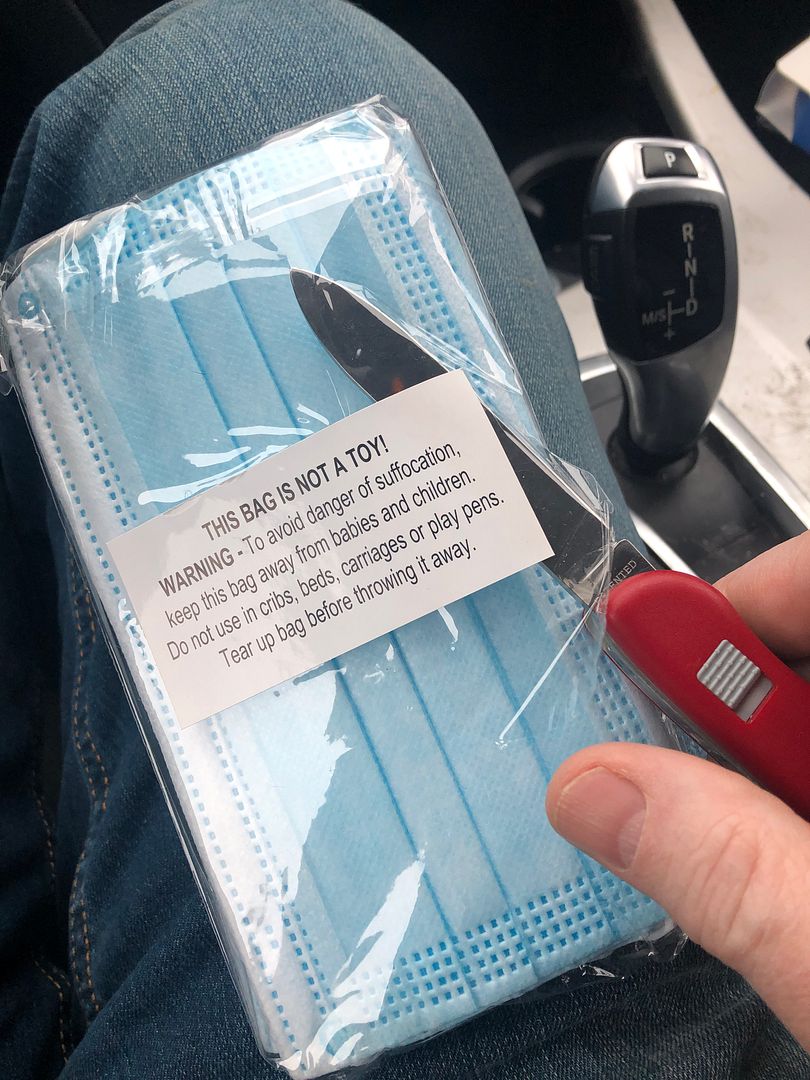 THIS BAG IS NOT A TOY!
WARNING - To avoid danger of suffocation,
keep this bag away from babies and children.
Do not use in cribs, beds, carriages or play pens.
Tear up bag before throwing it away.
P
R
N
D
M/S
+